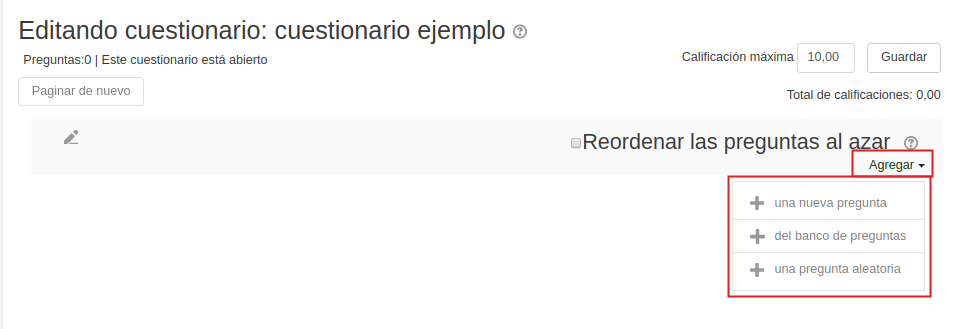 Editando cuestionario: cuestionario ejemplo
Preguntas:0 | Este cuestionario está abierto
Calificación máxima 10,00 Guardar
Paginar de nuevo
Total de calificaciones: 0,00
Reordenar las preguntas al azar
Agregar
una nueva pregunta
del banco de preguntas
una pregunta aleatoria